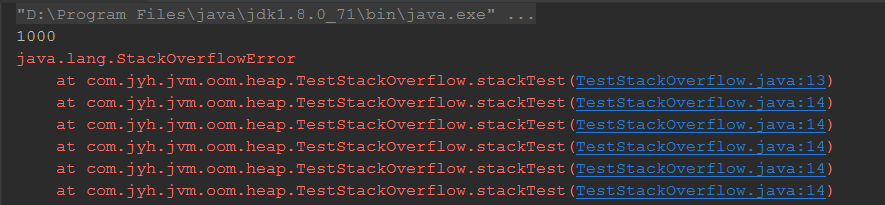 "D:\Program Files\java\jdk1.8.0_71\bin\java.exe" ...
1000
java.lang.StackOverflowError
    at com.jyh.jvm.oom.heap.TestStackOverflow.stackTest(TestStackOverflow.java:13)
    at com.jyh.jvm.oom.heap.TestStackOverflow.stackTest(TestStackOverflow.java:14)
    at com.jyh.jvm.oom.heap.TestStackOverflow.stackTest(TestStackOverflow.java:14)
    at com.jyh.jvm.oom.heap.TestStackOverflow.stackTest(TestStackOverflow.java:14)
    at com.jyh.jvm.oom.heap.TestStackOverflow.stackTest(TestStackOverflow.java:14)
    at com.jyh.jvm.oom.heap.TestStackOverflow.stackTest(TestStackOverflow.java:14)